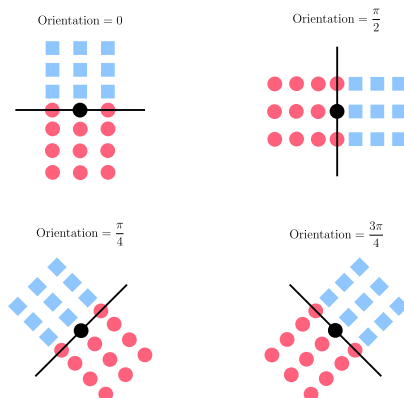 Orientation = 0
Orientation = π/2
Orientation = π/4
Orientation = 3π/4